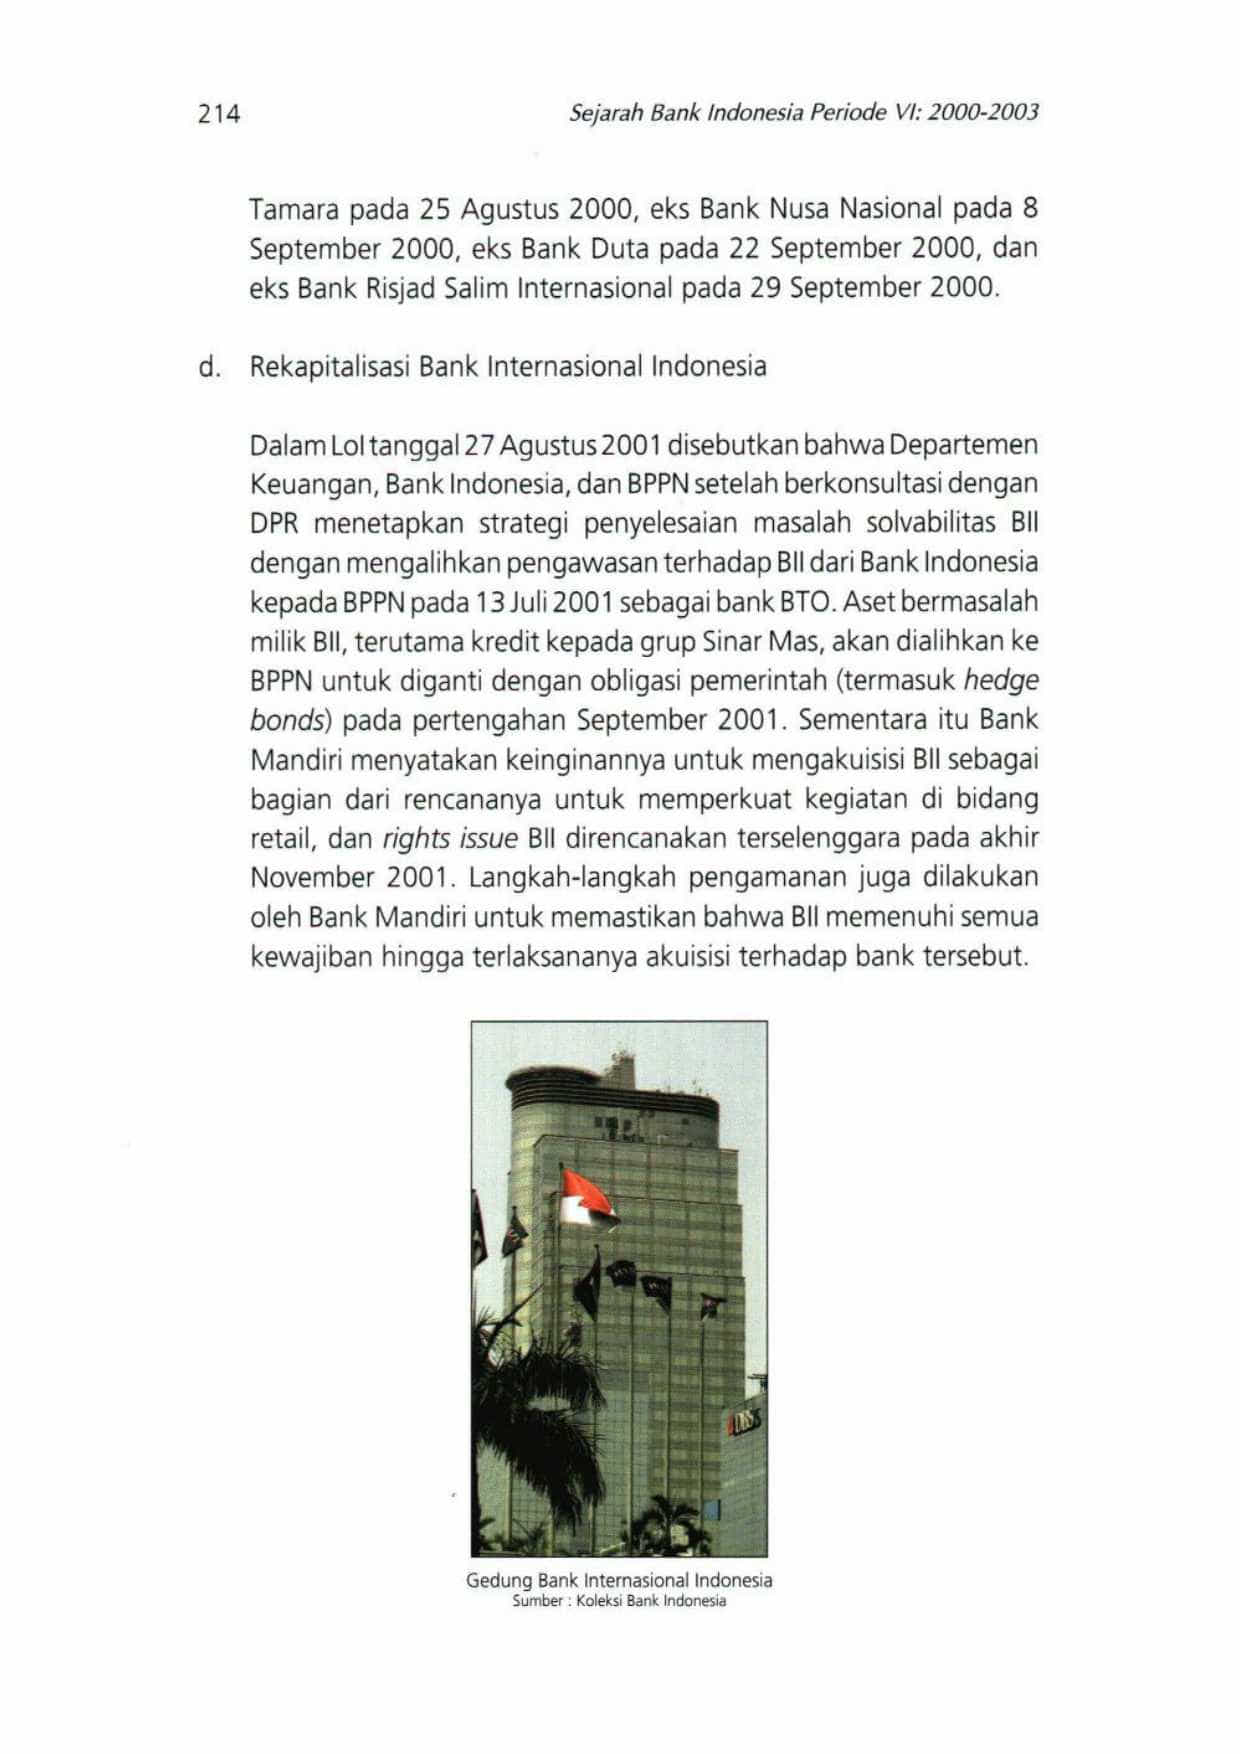 214
Sejarah Bank Indonesia Periode VI: 2000-2003
Tamara pada 25 Agustus 2000, eks Bank Nusa Nasional pada 8
September 2000, eks Bank Duta pada 22 September 2000, dan
eks Bank Risjad Salim Internasional pada 29 September 2000.
d. Rekapitalisasi Bank Internasional Indonesia
Dalam LoI tanggal 27 Agustus 2001 disebutkan bahwa Departemen
Keuangan, Bank Indonesia, dan BPPN setelah berkonsultasi dengan
DPR menetapkan strategi penyelesaian masalah solvabilitas BII
dengan mengalihkan pengawasan terhadap BII dari Bank Indonesia
kepada BPPN pada 13 Juli 2001 sebagai bank BTO. Aset bermasalah
milik BII, terutama kredit kepada grup Sinar Mas, akan dialihkan ke
BPPN untuk diganti dengan obligasi pemerintah (termasuk hedge
bonds) pada pertengahan September 2001. Sementara itu Bank
Mandiri menyatakan keinginannya untuk mengakuisisi BII sebagai
bagian dari rencananya untuk memperkuat kegiatan di bidang
retail, dan rights issue BII direncanakan terselenggara pada akhir
November 2001. Langkah-langkah pengamanan juga dilakukan
oleh Bank Mandiri untuk memastikan bahwa BII memenuhi semua
kewajiban hingga terlaksananya akuisisi terhadap bank tersebut.
Gedung Bank Internasional Indonesia
Sumber : Koleksi Bank Indonesia